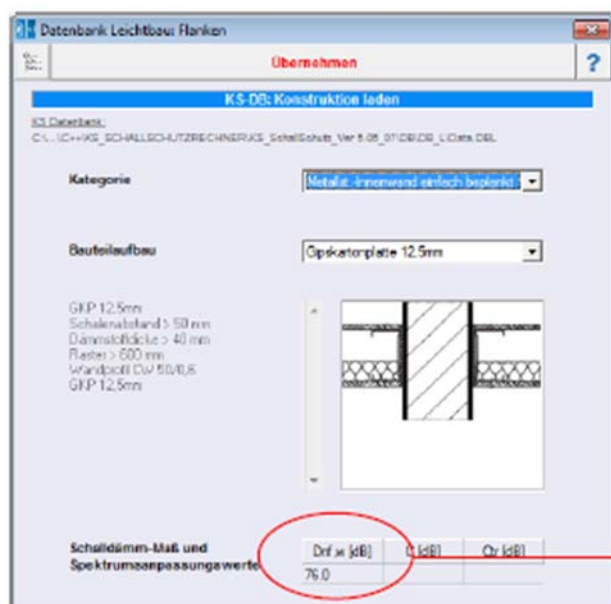 Datenbank Leichtbau: Flanken
Übernehmen
?
KS-DB: Konstruktion laden
KS Datenbank:
Kategorie
Metallst.-Innenwand einfach beplankt
Bauteilaufbau
Gipskartonplatte 12.5mm
GKP 12,5mm
Schalenabstand > 50 mm
Dämmstoffdicke > 40 mm
Raster > 600 mm
Wandprofil CW 50/0,6
GKP 12,5mm
Schalldämm-Maß und
Spektrumsanpassungswerte
Dnf,w [dB]
C [dB]
Ctr [dB]
76.0